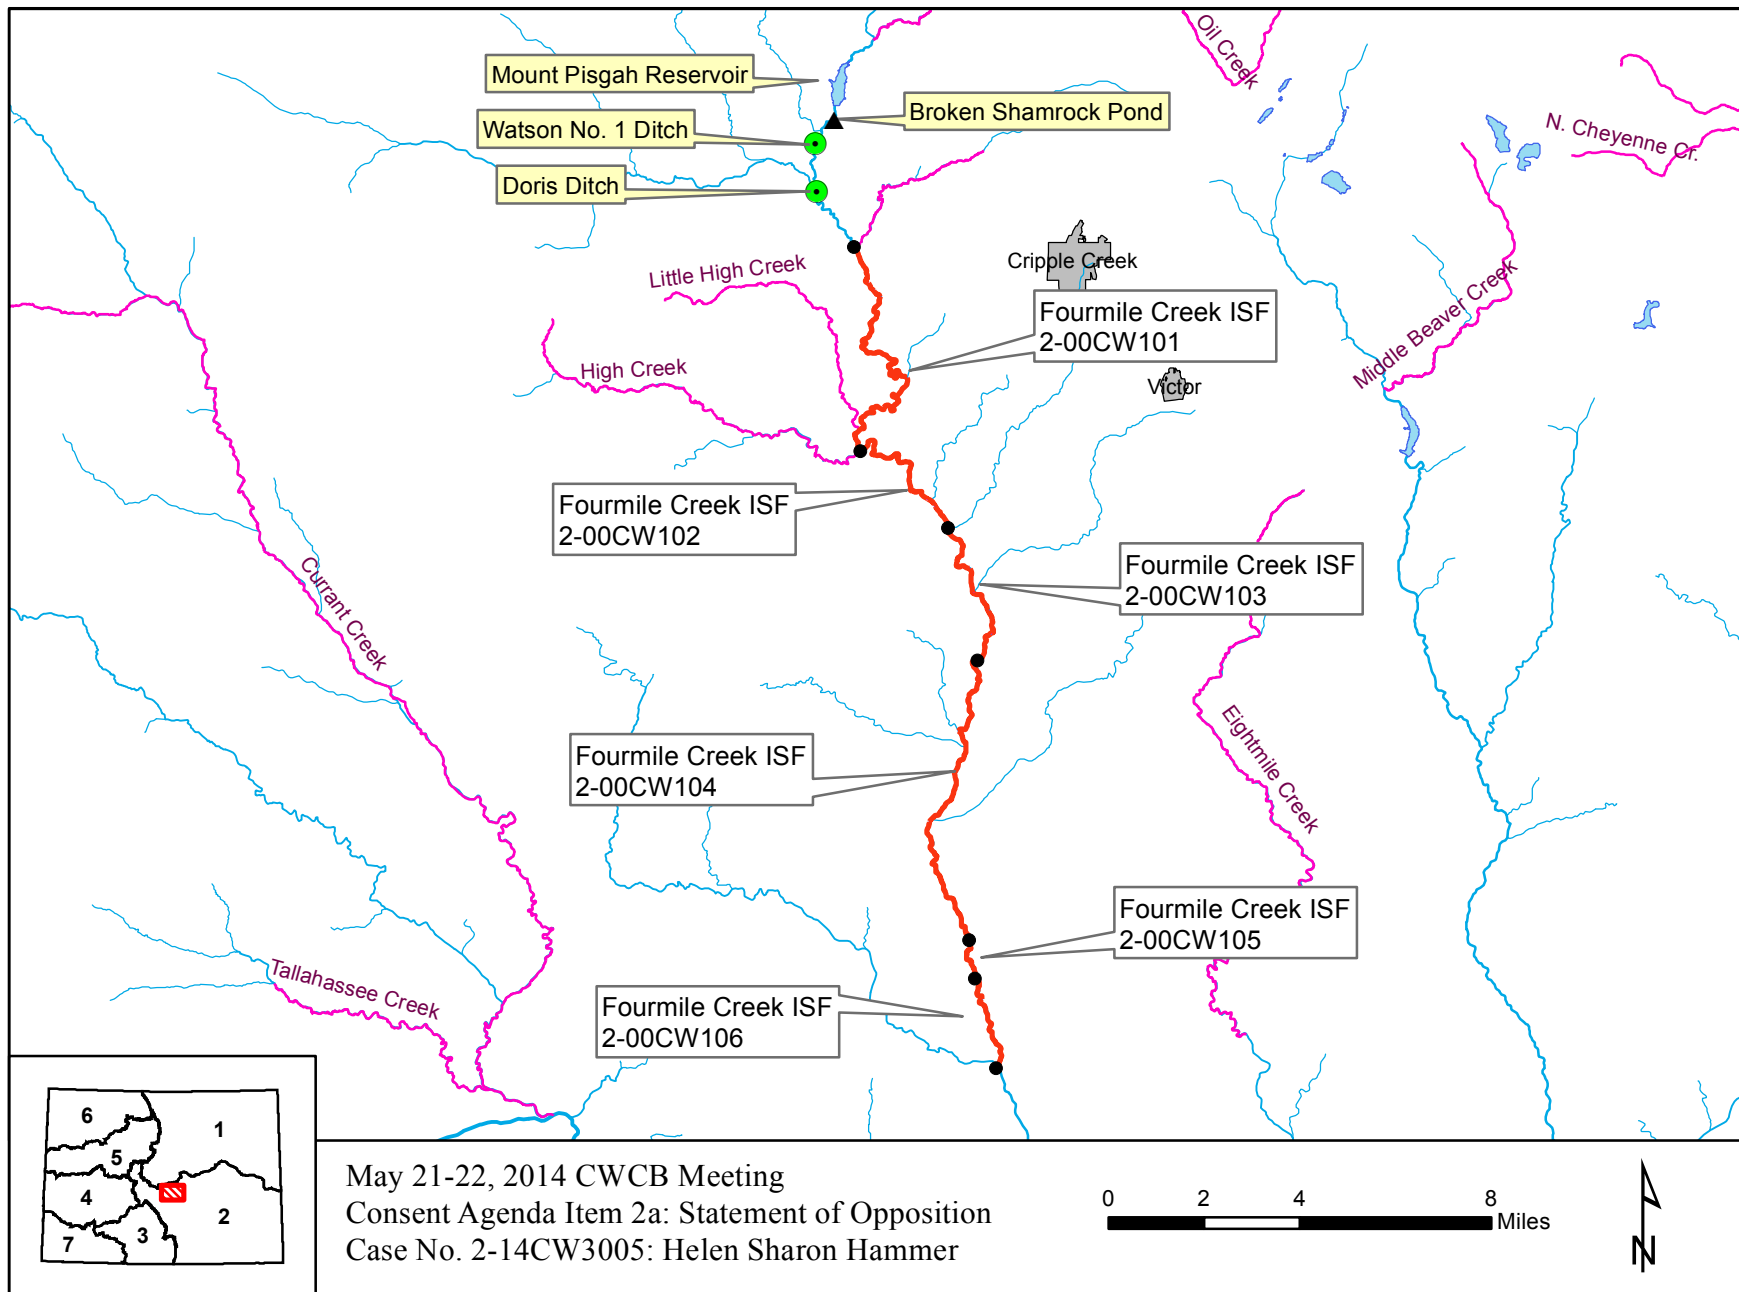 Oil Creek
Mount Pisgah Reservoir
Broken Shamrock Pond
Watson No. 1 Ditch
N. Cheyenne Cr.
Doris Ditch
Little High Creek
Cripple Creek
Fourmile Creek ISF
2-00CW101
Middle Beaver Creek
High Creek
Victor
Fourmile Creek ISF
2-00CW102
Fourmile Creek ISF
2-00CW103
Currant Creek
Eightmile Creek
Fourmile Creek ISF
2-00CW104
Fourmile Creek ISF
2-00CW105
Tallahassee Creek
Fourmile Creek ISF
2-00CW106
6
1
5
4
2
3
7
May 21-22, 2014 CWCB Meeting
Consent Agenda Item 2a: Statement of Opposition
Case No. 2-14CW3005: Helen Sharon Hammer
0 2 4 8
Miles
N